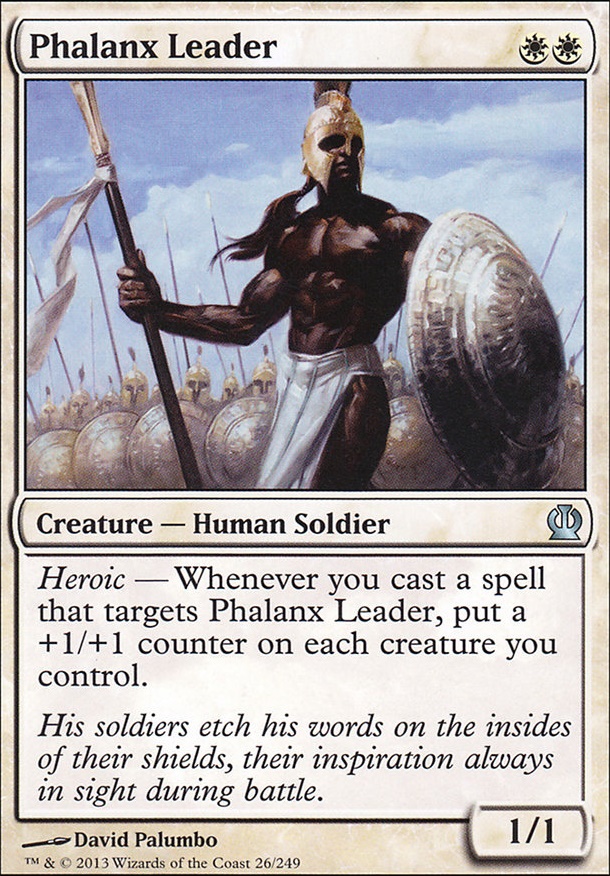 Phalanx Leader
Creature — Human Soldier
Heroic — Whenever you cast a spell
that targets Phalanx Leader, put a
+1/+1 counter on each creature you
control.
His soldiers etch his words on the insides
of their shields, their inspiration always
in sight during battle.
1/1
David Palumbo
™ & © 2013 Wizards of the Coast 26/249